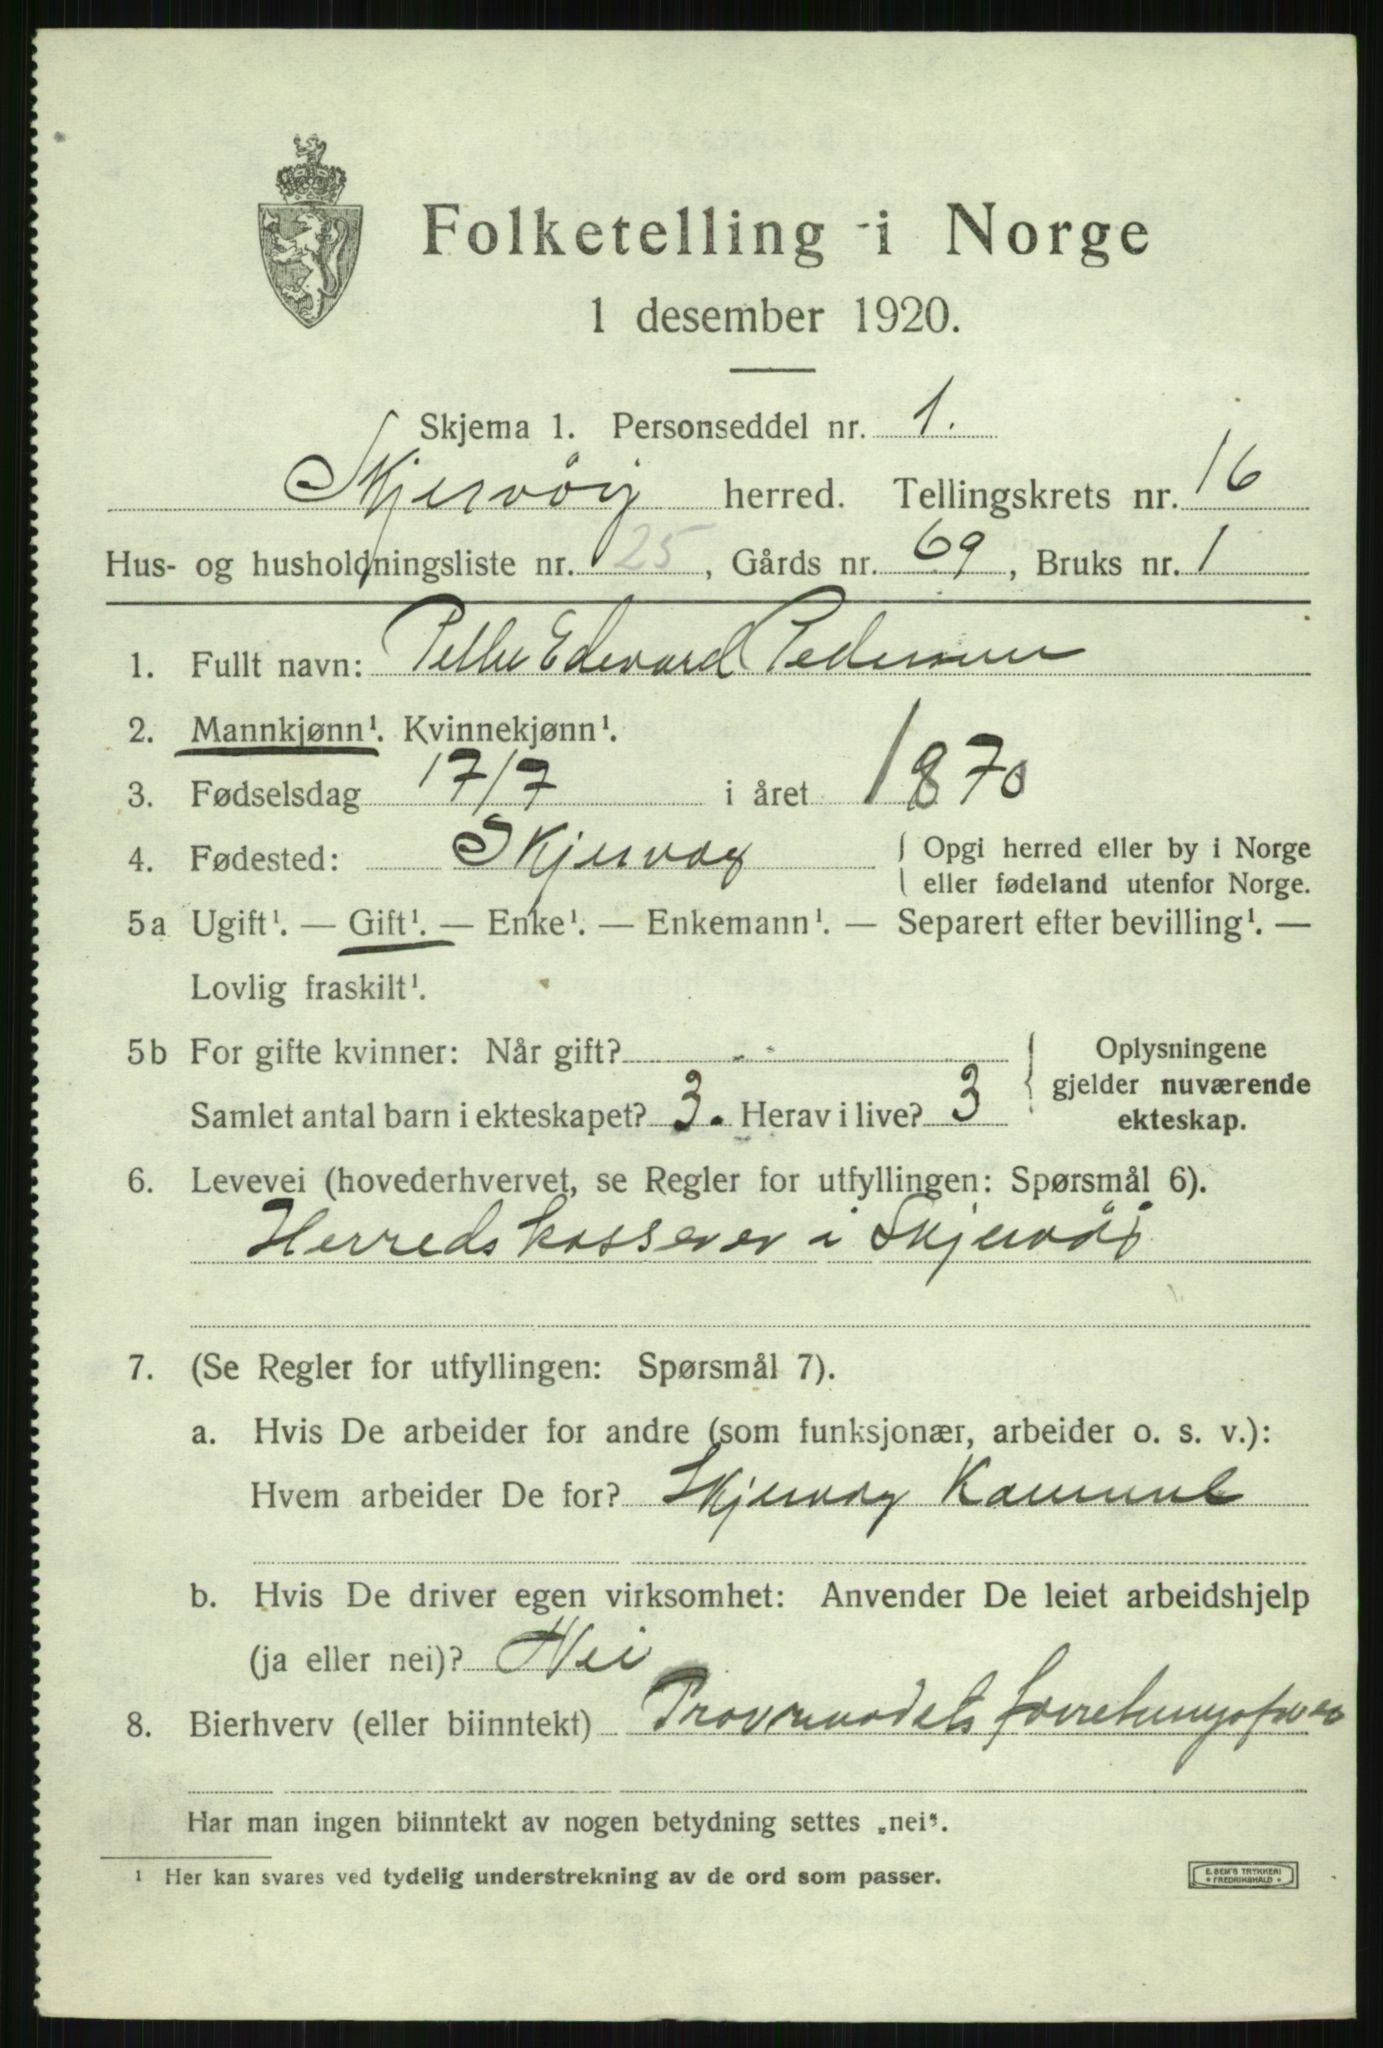 Folketelling i Norge
1 desember 1920.
Skjema 1. Personseddel nr. 1.
Skjervöy herred. Tellingskrets nr. 16
Hus- og husholdningsliste nr. 25, Gårds nr. 69, Bruks nr. 1
1. Fullt navn: Edevard Pedersen
2. Mannkjønn¹. Kvinnekjønn¹.
3. Fødselsdag 17/7 i året 1870
4. Fødested: Skjervøy { Opgi herred eller by i Norge
eller fødeland utenfor Norge.
5a Ugift¹. — Gift¹. — Enke¹. — Enkemann¹. — Separert efter bevilling¹. —
Lovlig fraskilt¹.
5b For gifte kvinner: Når gift? - -
Samlet antal barn i ekteskapet? 3. Herav i live? 3
Oplysningene
gjelder nuværende
ekteskap.
6. Levevei (hovederhvervet, se Regler for utfyllingen: Spørsmål 6).
Herredskasserer i Skjervöy
7. (Se Regler for utfyllingen: Spørsmål 7).
a. Hvis De arbeider for andre (som funksjonær, arbeider o. s. v.):
Hvem arbeider De for? Skjervøy
b. Hvis De driver egen virksomhet: Anvender De leiet arbeidshjelp
(ja eller nei)? Nei
8. Bierhverv (eller biinntekt)
Har man ingen biinntekt av nogen betydning settes „nei“.
¹ Her kan svares ved tydelig understrekning av de ord som passer.
E. SEM'S TRYKKERI
• FREDRIKSHALD •